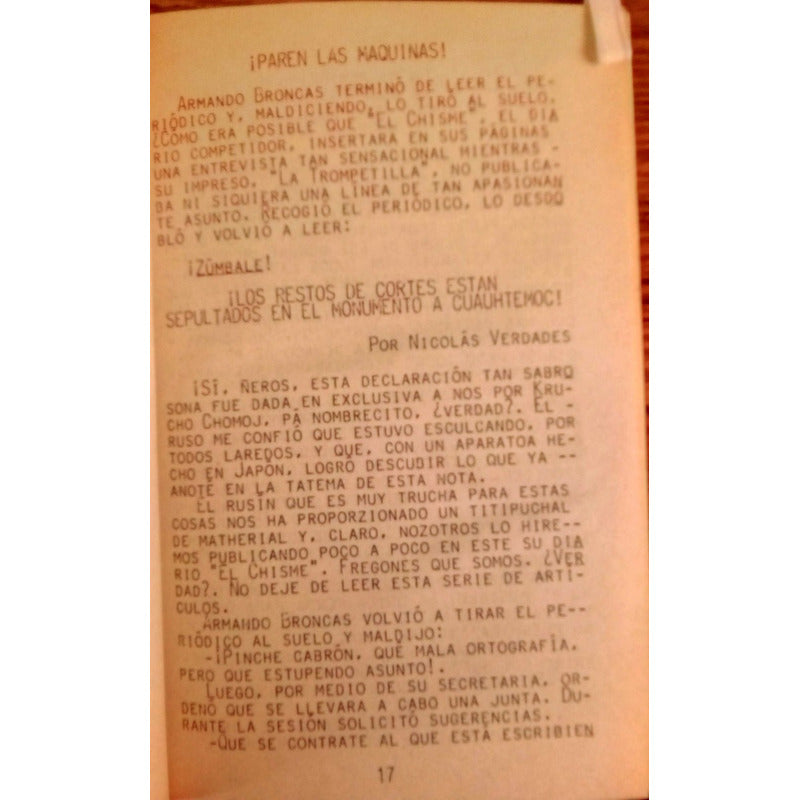 ¡PAREN LAS MAQUINAS!
ARMANDO BRONCAS TERMINÓ DE LEER EL PE-
RIÓDICO Y, MALDICIENDO, LO TIRÓ AL SUELO.
¿CÓMO ERA POSIBLE QUE "EL CHISME", EL DIA
RIO COMPETIDOR, INSERTARA EN SUS PÁGINAS
UNA ENTREVISTA TAN SENSACIONAL MIENTRAS -
SU IMPRESO, "LA TROMPETILLA", NO PUBLICA-
BA NI SIQUIERA UNA LÍNEA DE TAN APASIONAN
TE ASUNTO. RECOGIÓ EL PERIÓDICO, LO DESDO
BLÓ Y VOLVIÓ A LEER:
¡ZÚMBALE!
¡LOS RESTOS DE CORTES ESTAN
SEPULTADOS EN EL MONUMENTO A CUAUHTEMOC!
POR NICOLÁS VERDADES
¡SÍ, ÑEROS, ESTA DECLARACIÓN TAN SABRO
SONA FUE DADA EN EXCLUSIVA A NOS POR KRU-
CHO CHOMOJ, PÁ NOMBRECITO, ¿VERDAD?. EL -
RUSO ME CONFIÓ QUE ESTUVO ESCULCANDO, POR
TODOS LAREDOS, Y QUE, CON UN APARATOA HE-
CHO EN JAPÓN, LOGRÓ DESCUDIR LO QUE YA --
ANOTE EN LA TATEMA DE ESTA NOTA.
EL RUSÍN QUE ES MUY TRUCHA PARA ESTAS
COSAS NOS HA PROPORZIONADO UN TITIPUCHAL
DE MATHERIAL Y, CLARO, NOZOTROS LO HIRE--
MOS PUBLICANDO POCO A POCO EN ESTE SU DIA
RIO "EL CHISME". FREGONES QUE SOMOS. ¿VER
DAD?. NO DEJE DE LEER ESTA SERIE DE ARTÍ-
CULOS.
ARMANDO BRONCAS VOLVIÓ A TIRAR EL PE--
RIÓDICO AL SUELO Y MALDIJO:
-¡PINCHE CABRÓN, QUÉ MALA ORTOGRAFÍA,
PERO QUE ESTUPENDO ASUNTO!.
LUEGO, POR MEDIO DE SU SECRETARIA, OR-
DENÓ QUE SE LLEVARA A CABO UNA JUNTA. DU-
RANTE LA SESIÓN SOLICITÓ SUGERENCIAS.
-QUE SE CONTRATE AL QUE ESTÁ ESCRIBIEN
17